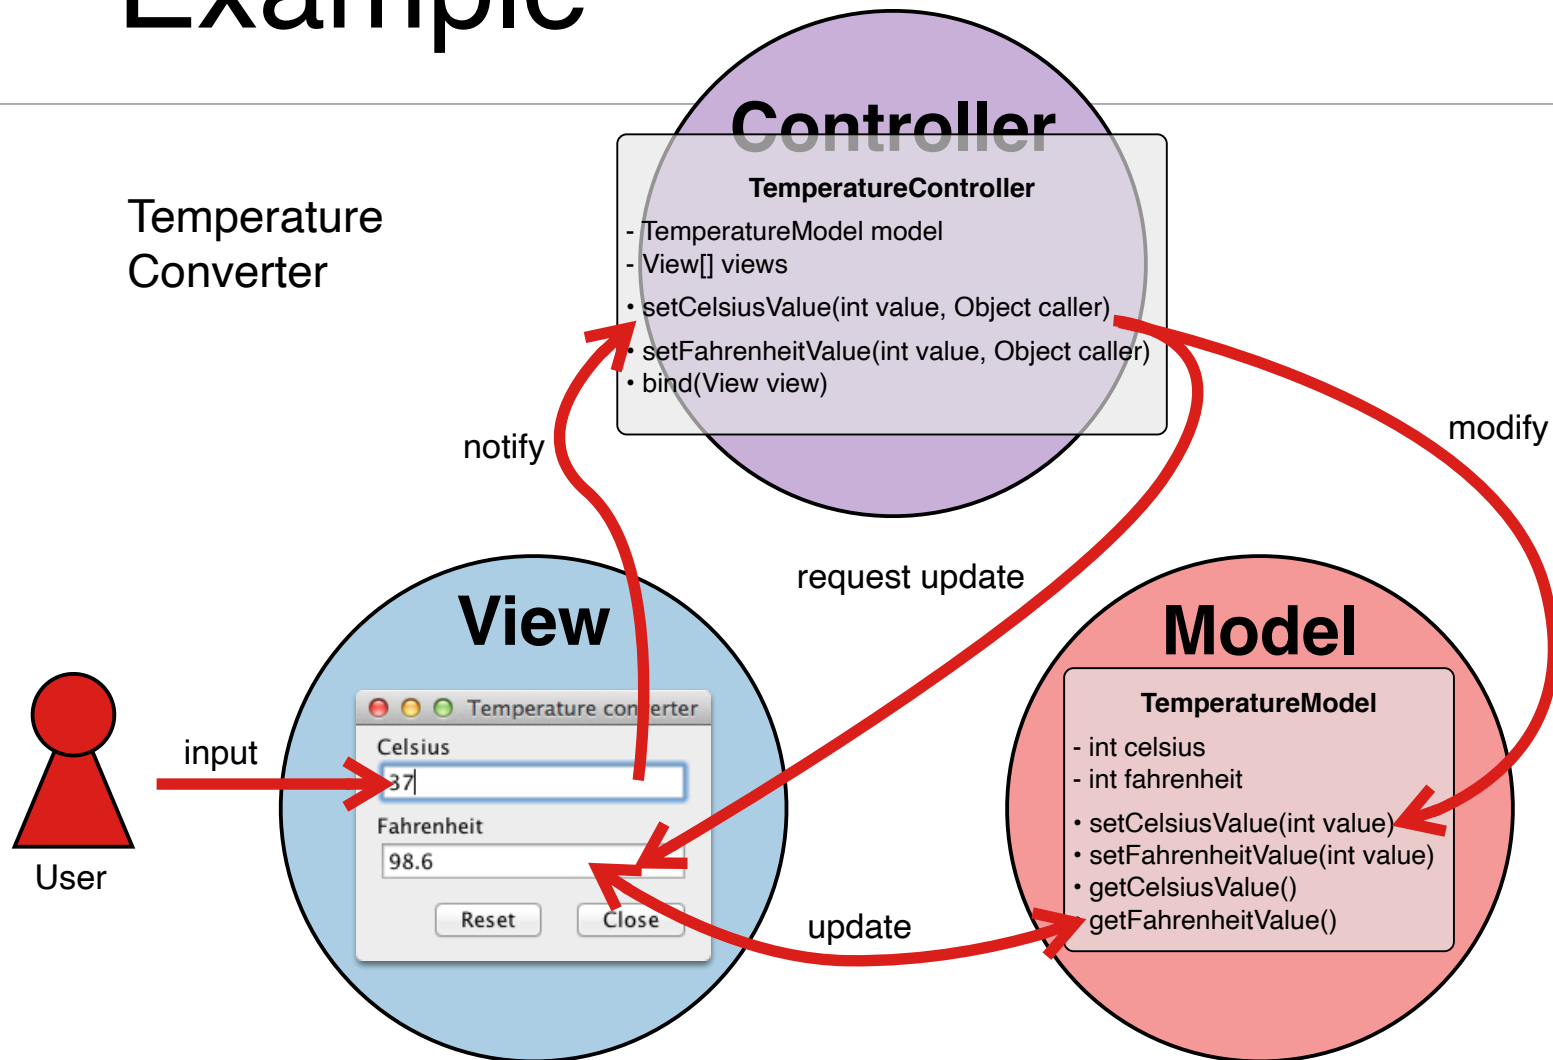 Example
Temperature
Converter
Controller
TemperatureController
- TemperatureModel model
- View[] views
• setCelsiusValue(int value, Object caller)
• setFahrenheitValue(int value, Object caller)
• bind(View view)
notify
modify
request update
View
Model
Temperature converter
Celsius
37
Fahrenheit
98.6
Reset
Close
input
User
update
TemperatureModel
- int celsius
- int fahrenheit
• setCelsiusValue(int value)
• setFahrenheitValue(int value)
• getCelsiusValue()
• getFahrenheitValue()